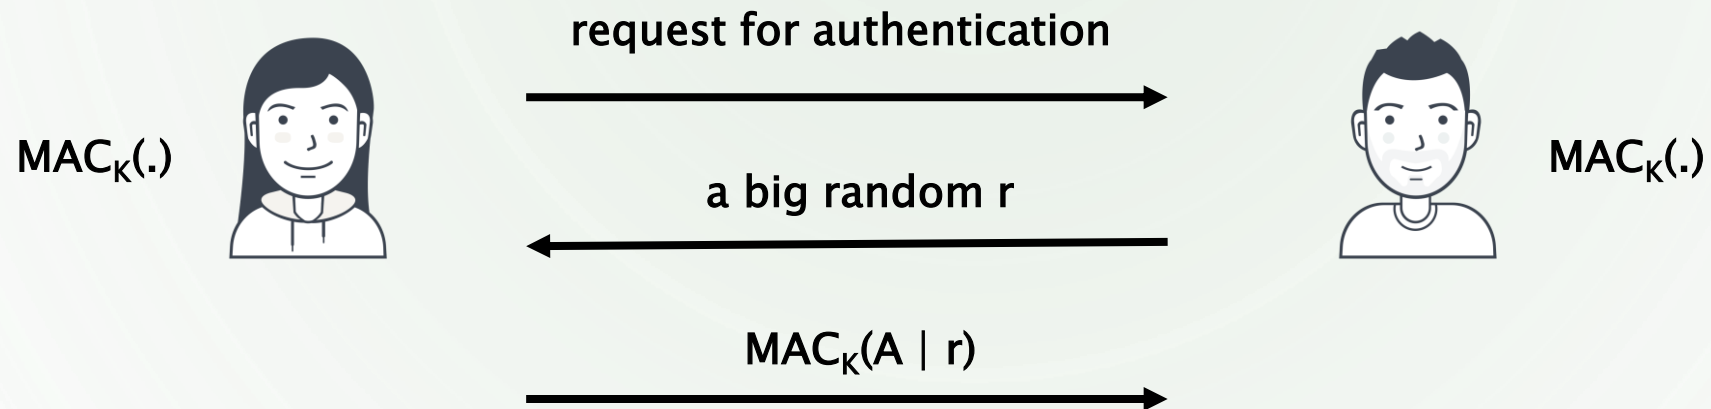 request for authentication
MACK(.)
MACK(.)
a big random r
MACK(A | r)